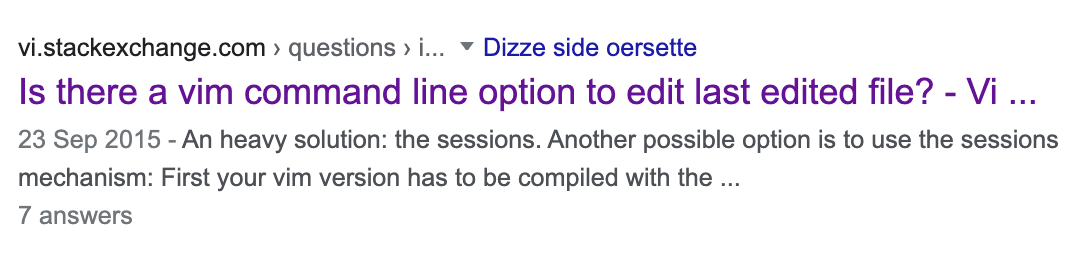 vi.stackexchange.com › questions › i... Dizze side oersette
Is there a vim command line option to edit last edited file? - Vi ...
23 Sep 2015 - An heavy solution: the sessions. Another possible option is to use the sessions
mechanism: First your vim version has to be compiled with the ...
7 answers